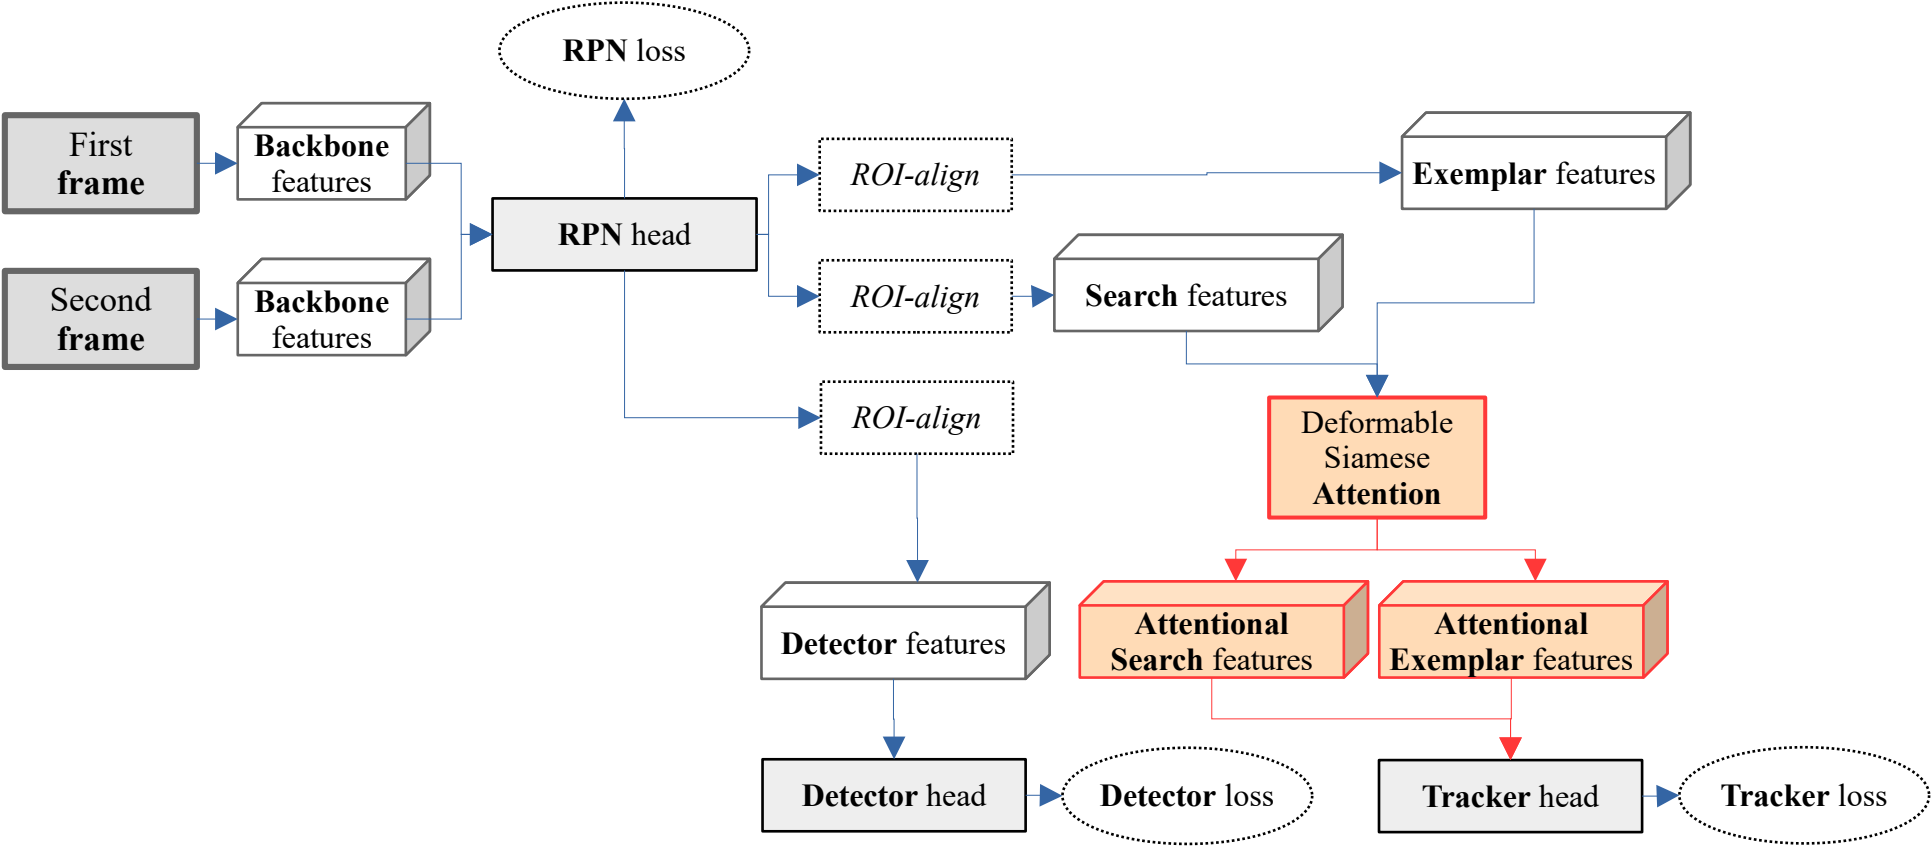 RPN loss
First
frame
Backbone
features
ROI-align
Exemplar features
RPN head
Second
frame
Backbone
features
ROI-align
Search features
ROI-align
Deformable
Siamese
Attention
Detector features
Attentional
Search features
Attentional
Exemplar features
Detector head
Detector loss
Tracker head
Tracker loss